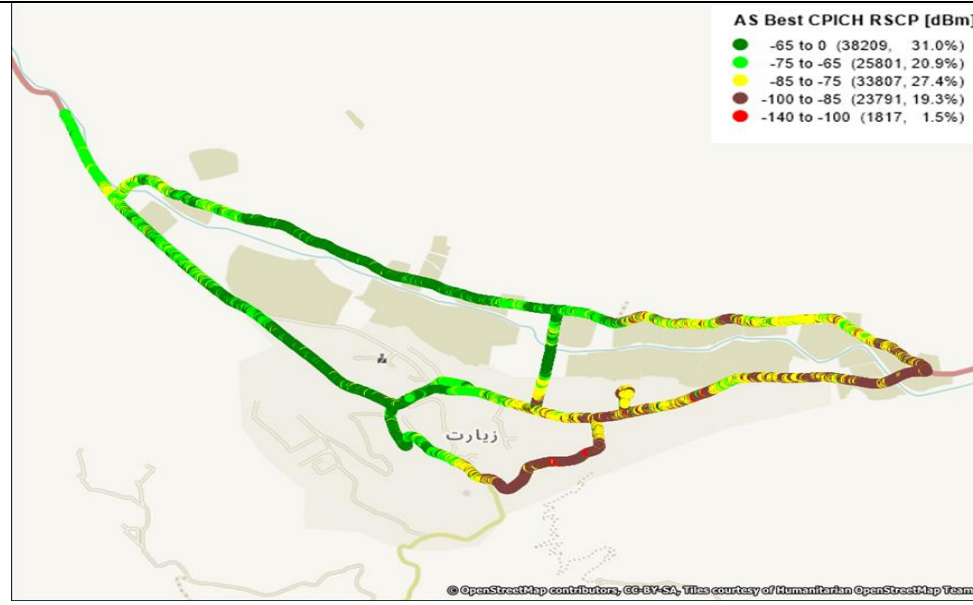 AS Best CPICH RSCP [dBm]
-65 to 0 (38209, 31.0%)
-75 to -65 (25801, 20.9%)
-85 to -75 (33807, 27.4%)
-100 to -85 (23791, 19.3%)
-140 to -100 (1817, 1.5%)
زیارت
© OpenStreetMap contributors, CC-BY-SA, Tiles courtesy of Humanitarian OpenStreetMap Team